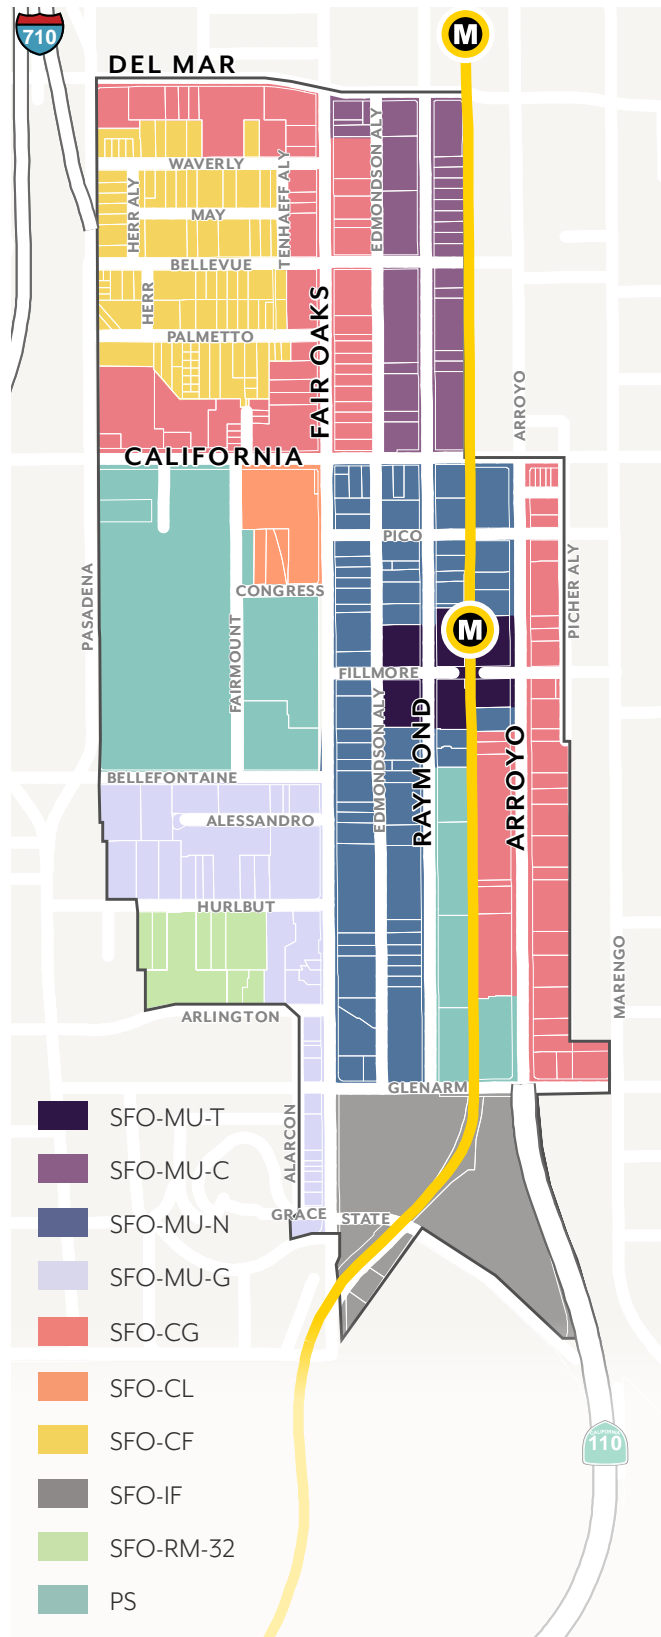 710
M
DEL MAR
WAVERLY
HERR ALY
MAY
TENHAEFF ALY
EDMONDSON ALY
BELLEVUE
HERR
PALMETTO
FAIR OAKS
ARROYO
CALIFORNIA
PICO
PASADENA
CONGRESS
PICHER ALY
FAIRMOUNT
M
FILLMORE
EDMONDSON ALY
RAYMOND
ARROYO
BELLEFONTAINE
ALESSANDRO
HURLBUT
MARENGO
ARLINGTON
GLENARM
ALARCON
GRACE
STATE
SFO-MU-T
SFO-MU-C
SFO-MU-N
SFO-MU-G
SFO-CG
SFO-CL
SFO-CF
SFO-IF
SFO-RM-32
PS
CALIFORNIA
110